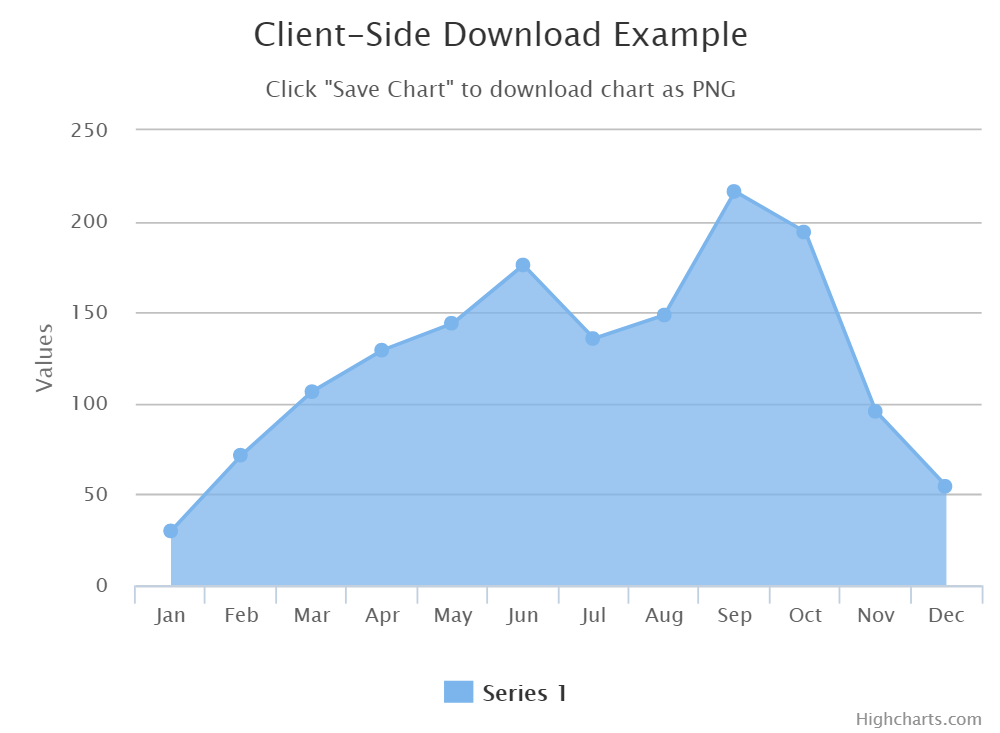 Client-Side Download Example
Click "Save Chart" to download chart as PNG
250
200
150
100
50
0
Values
Jan Feb Mar Apr May Jun Jul Aug Sep Oct Nov Dec
Series 1
Highcharts.com